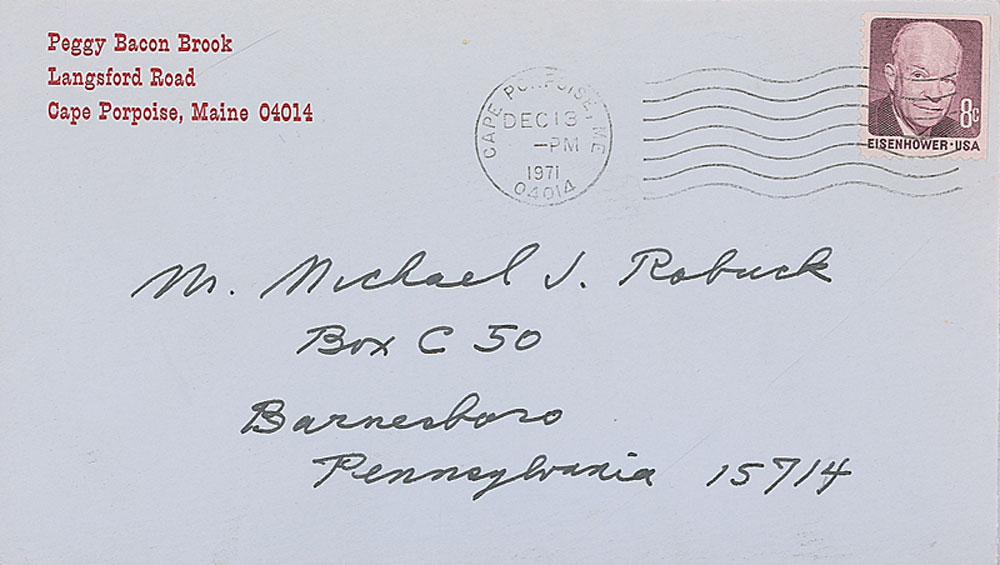 Peggy Bacon Brook
Langsford Road
Cape Porpoise, Maine 04014
CAPE PORPOISE, ME
DEC 13
-PM
1971
04014
8c
EISENHOWER·USA
Mr. Michael J. Robuck
Box C 50
Barnesboro
Pennsylvania 15714